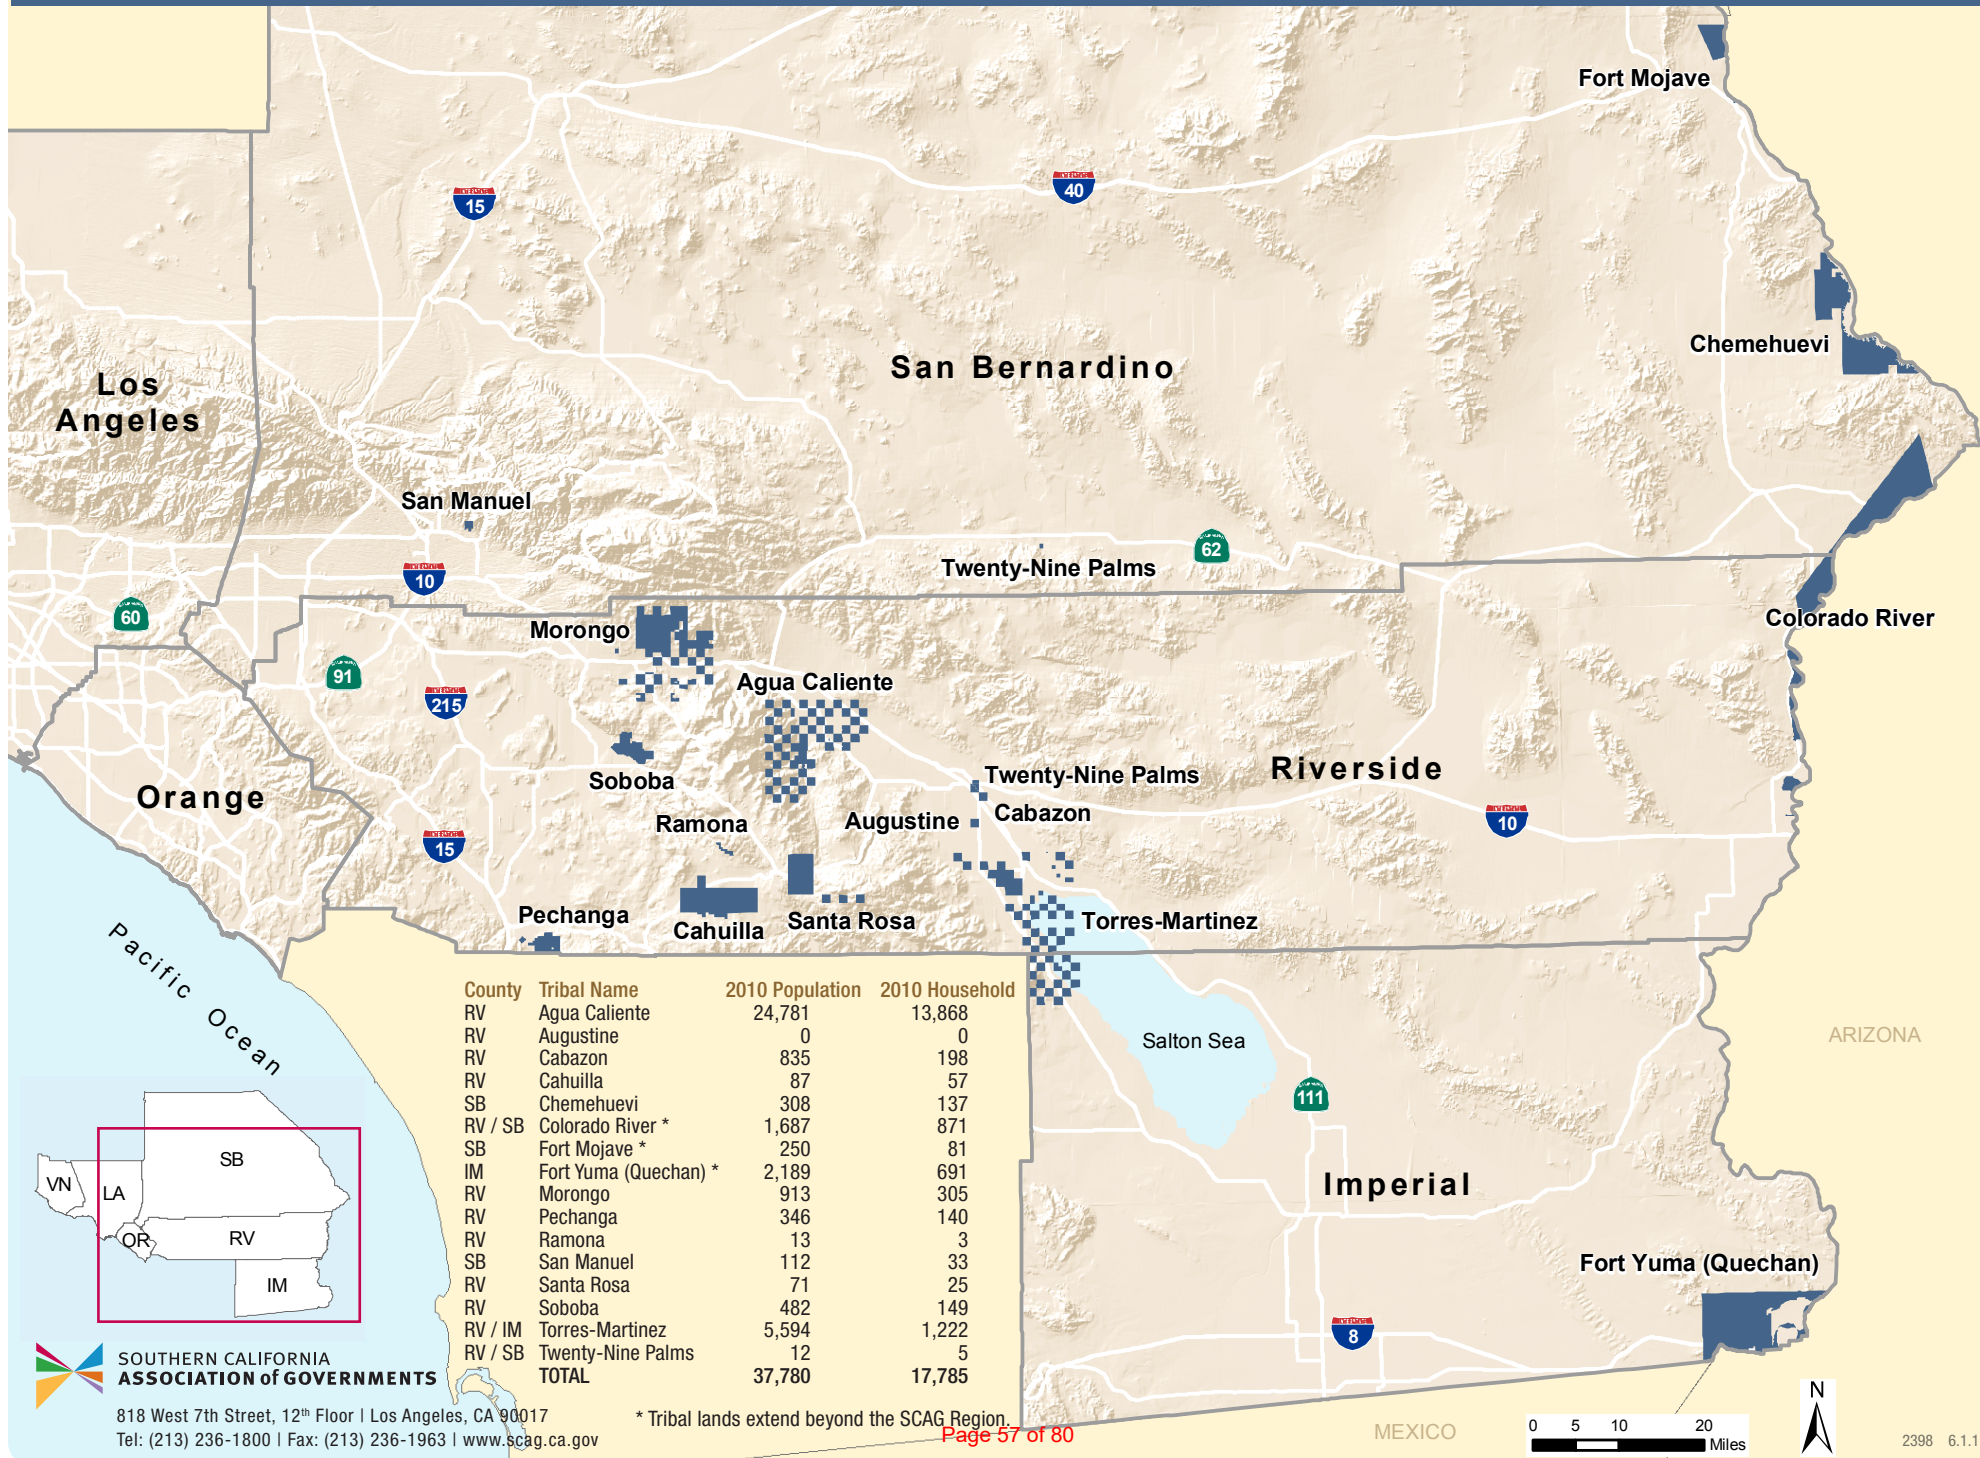 Fort Mojave
15
40
Chemehuevi
San Bernardino
Los
Angeles
San Manuel
62
Twenty-Nine Palms
10
60
Colorado River
Morongo
91
Agua Caliente
215
Soboba
Twenty-Nine Palms
Riverside
Orange
Cabazon
Augustine
10
Ramona
15
Pechanga
Cahuilla
Santa Rosa
Torres-Martinez
Pacific Ocean
County Tribal Name 2010 Population 2010 Household
RV Agua Caliente 24,781 13,868
RV Augustine 0 0
RV Cabazon 835 198
RV Cahuilla 87 57
SB Chemehuevi 308 137
RV / SB Colorado River * 1,687 871
SB Fort Mojave * 250 81
IM Fort Yuma (Quechan) * 2,189 691
RV Morongo 913 305
RV Pechanga 346 140
RV Ramona 13 3
SB San Manuel 112 33
RV Santa Rosa 71 25
RV Soboba 482 149
RV / IM Torres-Martinez 5,594 1,222
RV / SB Twenty-Nine Palms 12 5
TOTAL 37,780 17,785
* Tribal lands extend beyond the SCAG Region.
Salton Sea
ARIZONA
111
Imperial
Fort Yuma (Quechan)
8
MEXICO
VN
LA
SB
OR
RV
IM
SOUTHERN CALIFORNIA
ASSOCIATION of GOVERNMENTS
818 West 7th Street, 12th Floor | Los Angeles, CA 90017
Tel: (213) 236-1800 | Fax: (213) 236-1963 | www.scag.ca.gov
Page 57 of 80
0 5 10 20
Miles
N
2398 6.1.1